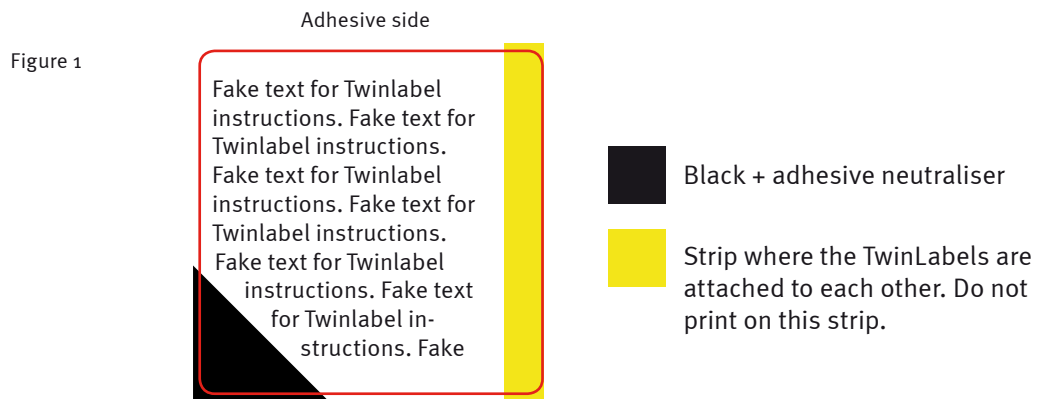 Adhesive side
Figure 1
Fake text for Twinlabel
instructions. Fake text for
Twinlabel instructions.
Fake text for Twinlabel
instructions. Fake text for
Twinlabel instructions.
Fake text for Twinlabel
instructions. Fake text
for Twinlabel in-
structions. Fake
Black + adhesive neutraliser
Strip where the TwinLabels are
attached to each other. Do not
print on this strip.